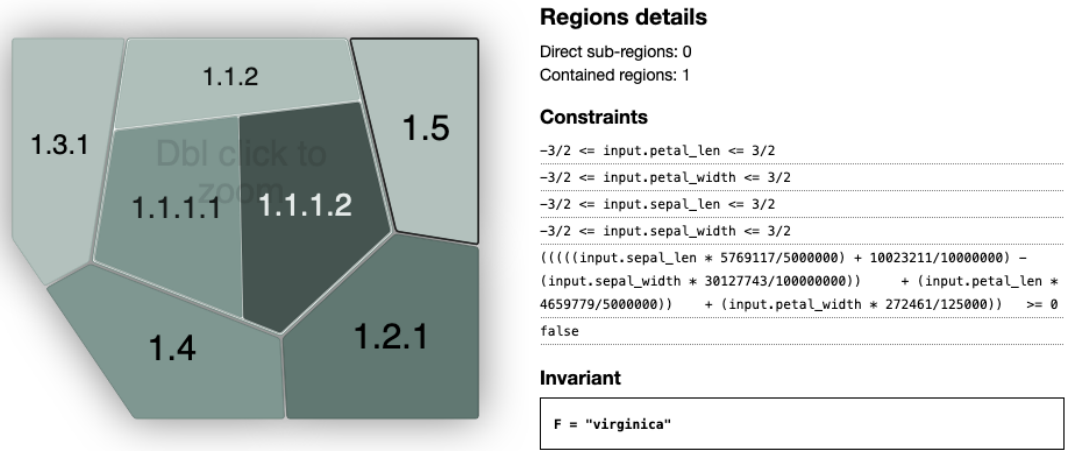 1.1.2
1.3.1
1.5
Dbl click to
zoom
1.1.1.1
1.1.1.2
1.4
1.2.1
Regions details
Direct sub-regions: 0
Contained regions: 1
Constraints
-3/2 <= input.petal_len <= 3/2
-3/2 <= input.petal_width <= 3/2
-3/2 <= input.sepal_len <= 3/2
-3/2 <= input.sepal_width <= 3/2
(((((input.sepal_len * 5769117/5000000) + 10023211/10000000) -
(input.sepal_width * 30127743/100000000)) + (input.petal_len *
4659779/5000000)) + (input.petal_width * 272461/125000)) >= 0
false
Invariant
F = "virginica"